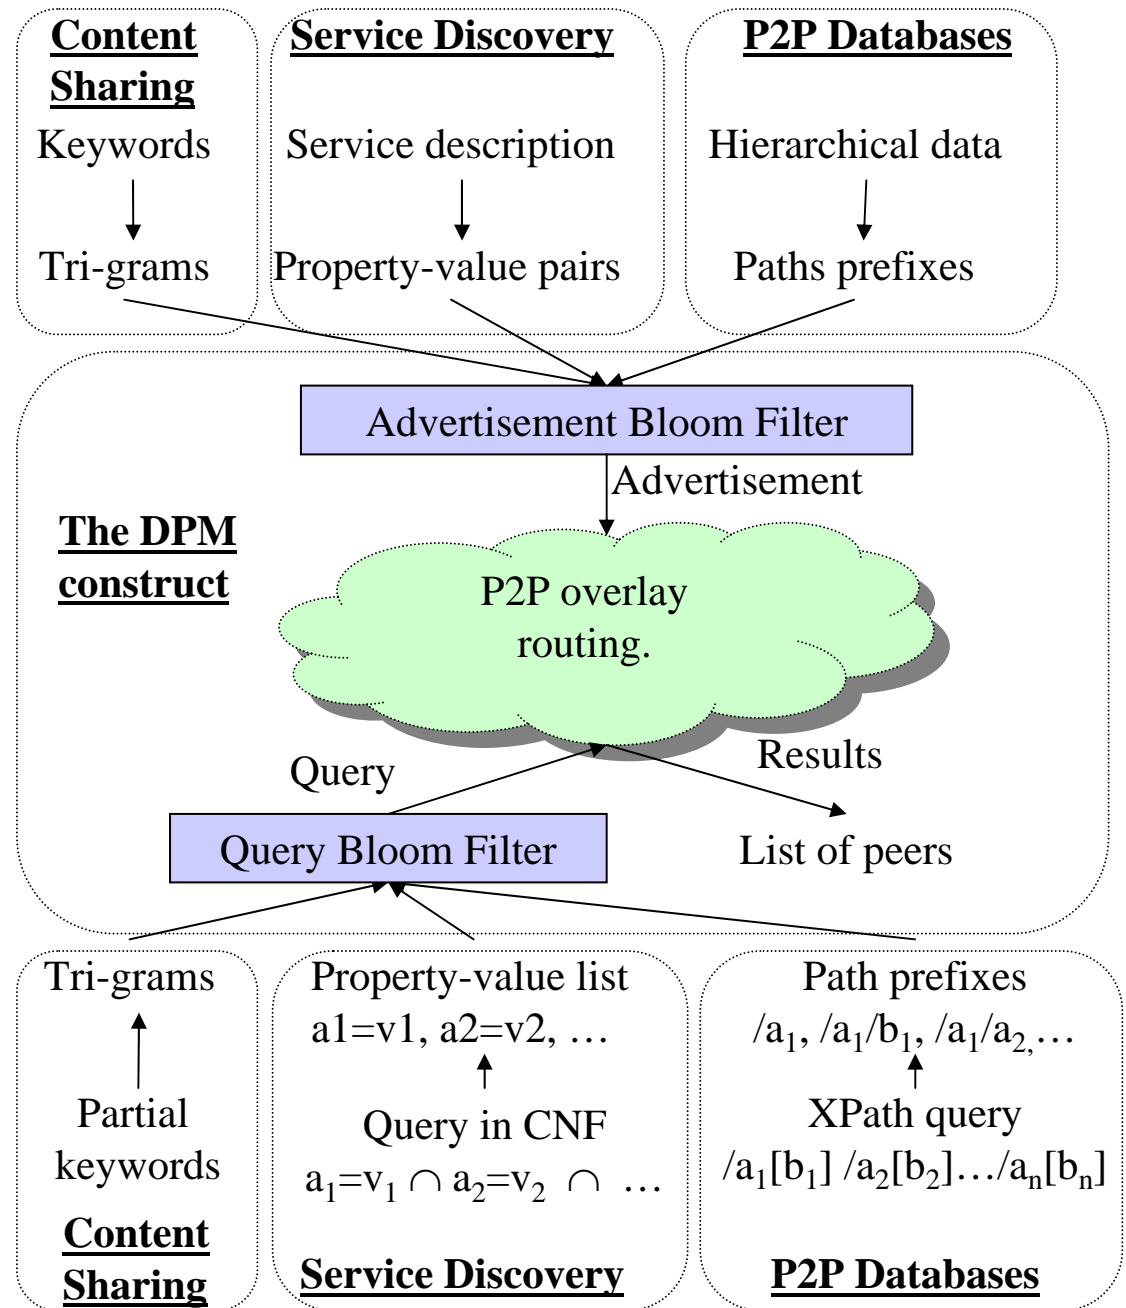 Content
Sharing
Keywords
Tri-grams
Service Discovery
Service description
Property-value pairs
P2P Databases
Hierarchical data
Paths prefixes
Advertisement Bloom Filter
Advertisement
The DPM
construct
P2P overlay
routing.
Query
Results
Query Bloom Filter
List of peers
Tri-grams
Partial
keywords
Content
Sharing
Property-value list
a1=v1, a2=v2, …
Query in CNF
a₁=v₁ ∩ a₂=v₂ ∩ …
Service Discovery
Path prefixes
/a₁, /a₁/b₁, /a₁/a₂,…
XPath query
/a₁[b₁] /a₂[b₂]…/aₙ[bₙ]
P2P Databases